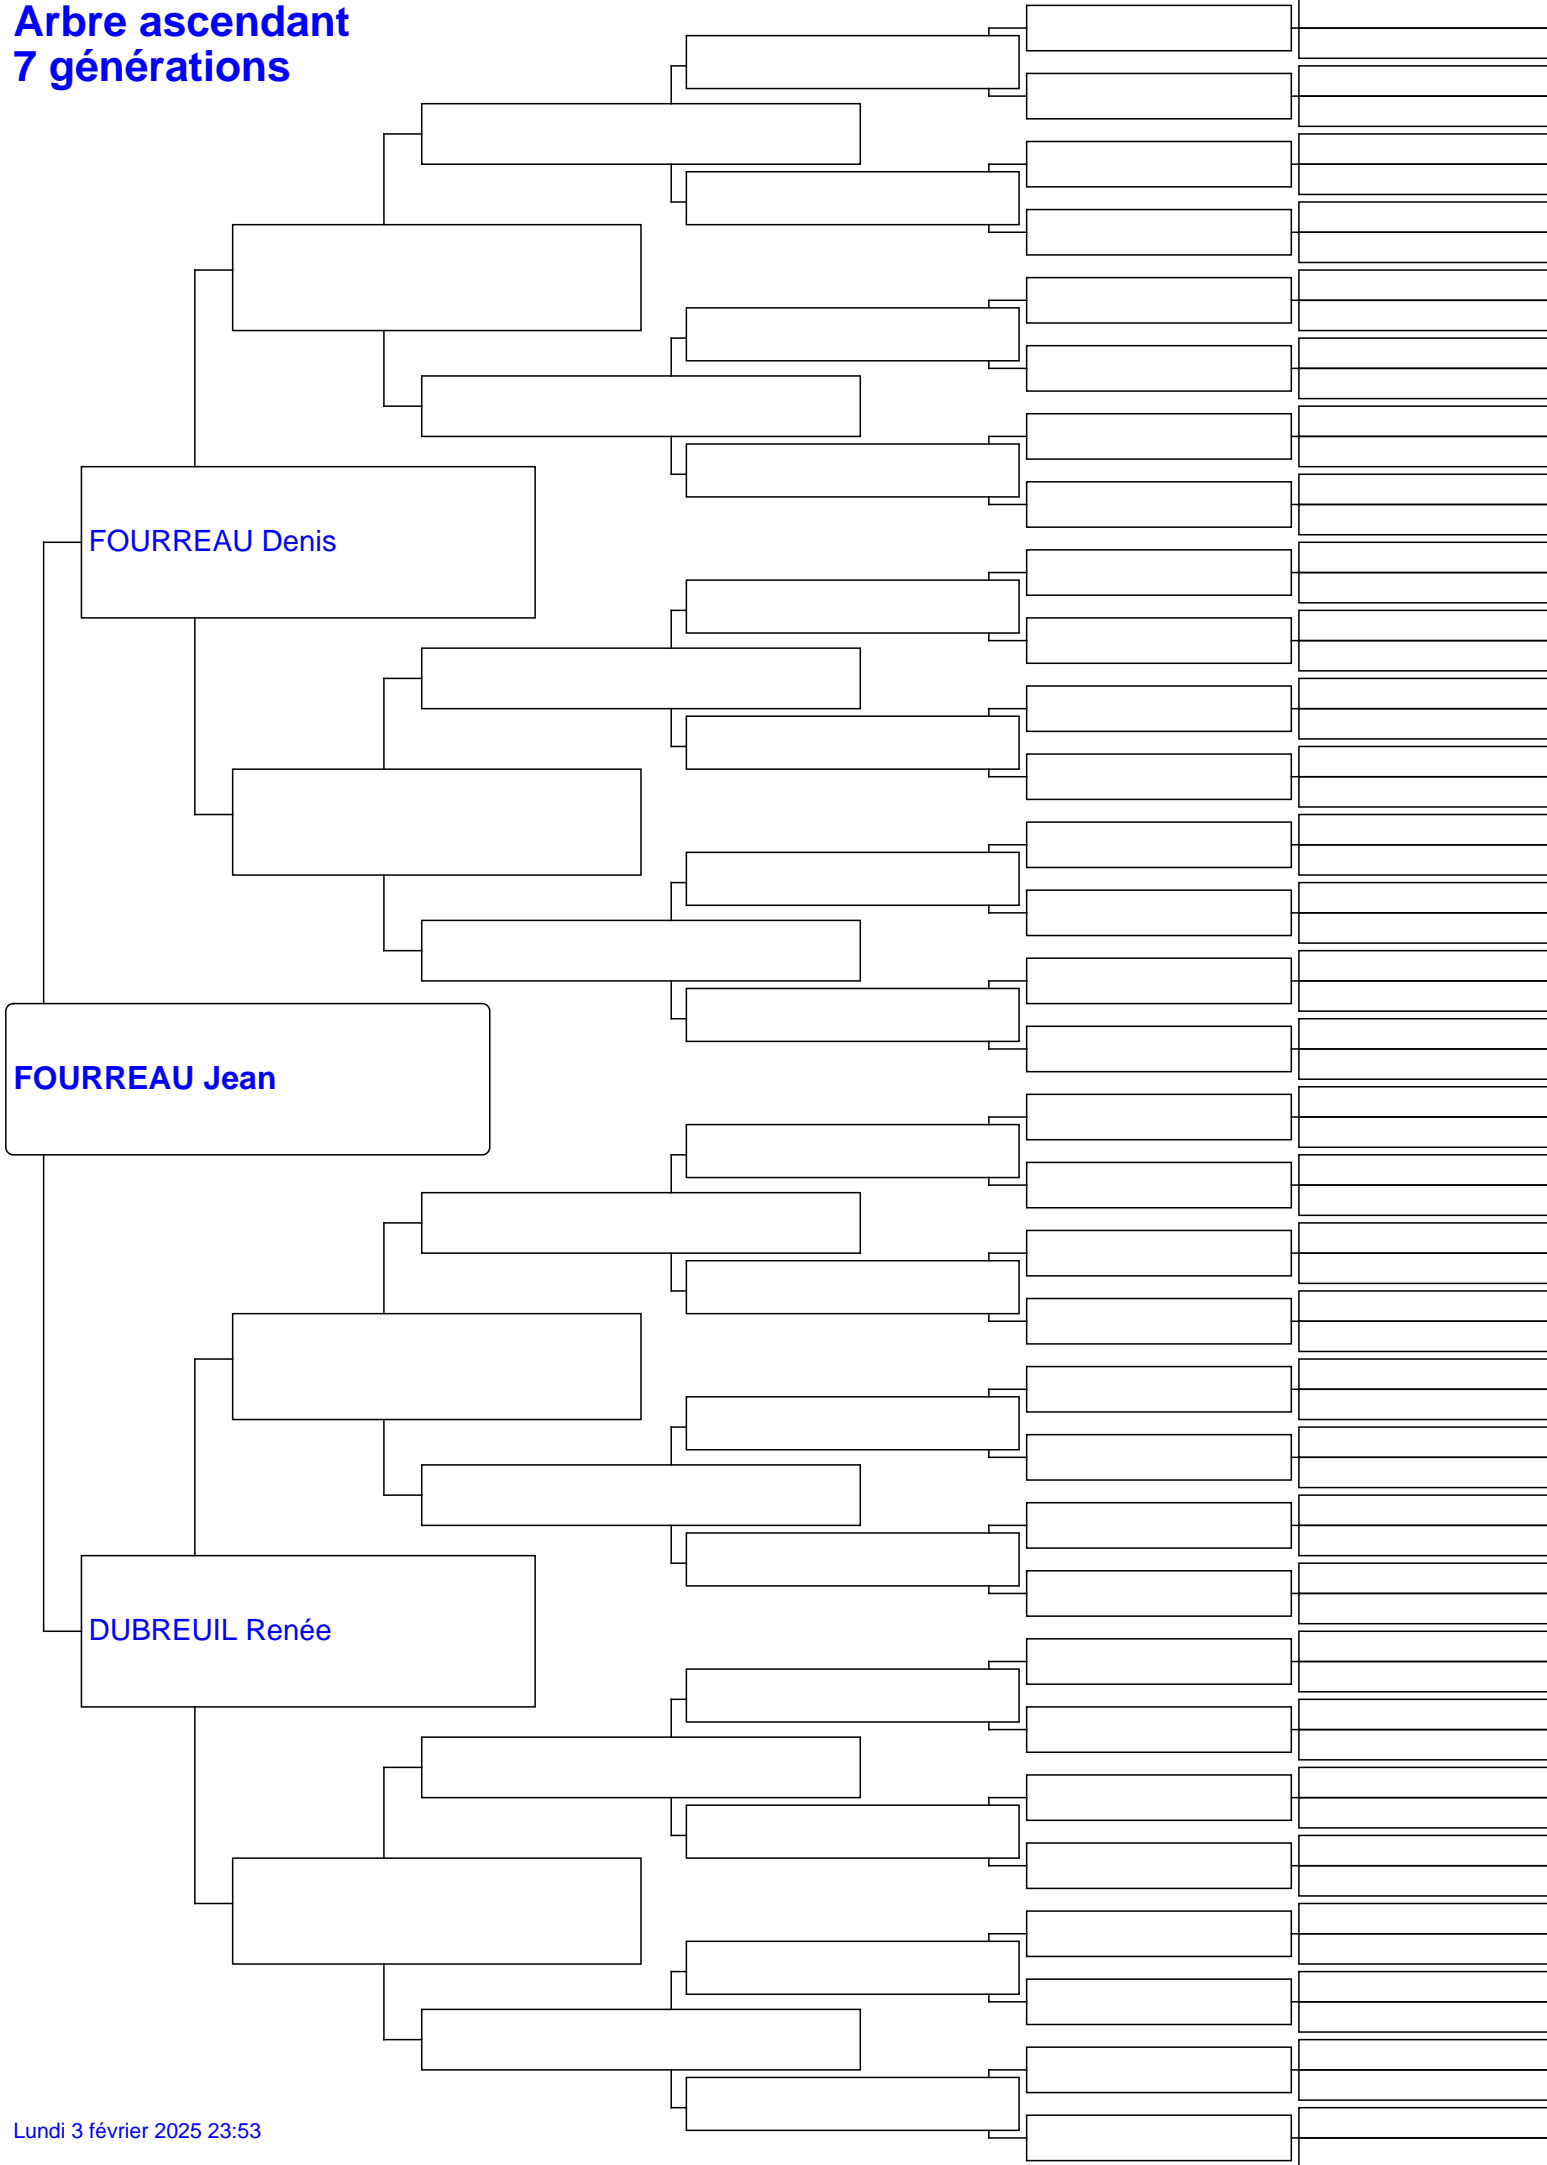 Arbre ascendant
7 générations
FOURREAU Denis
FOURREAU Jean
DUBREUIL Renée
Lundi 3 février 2025 23:53